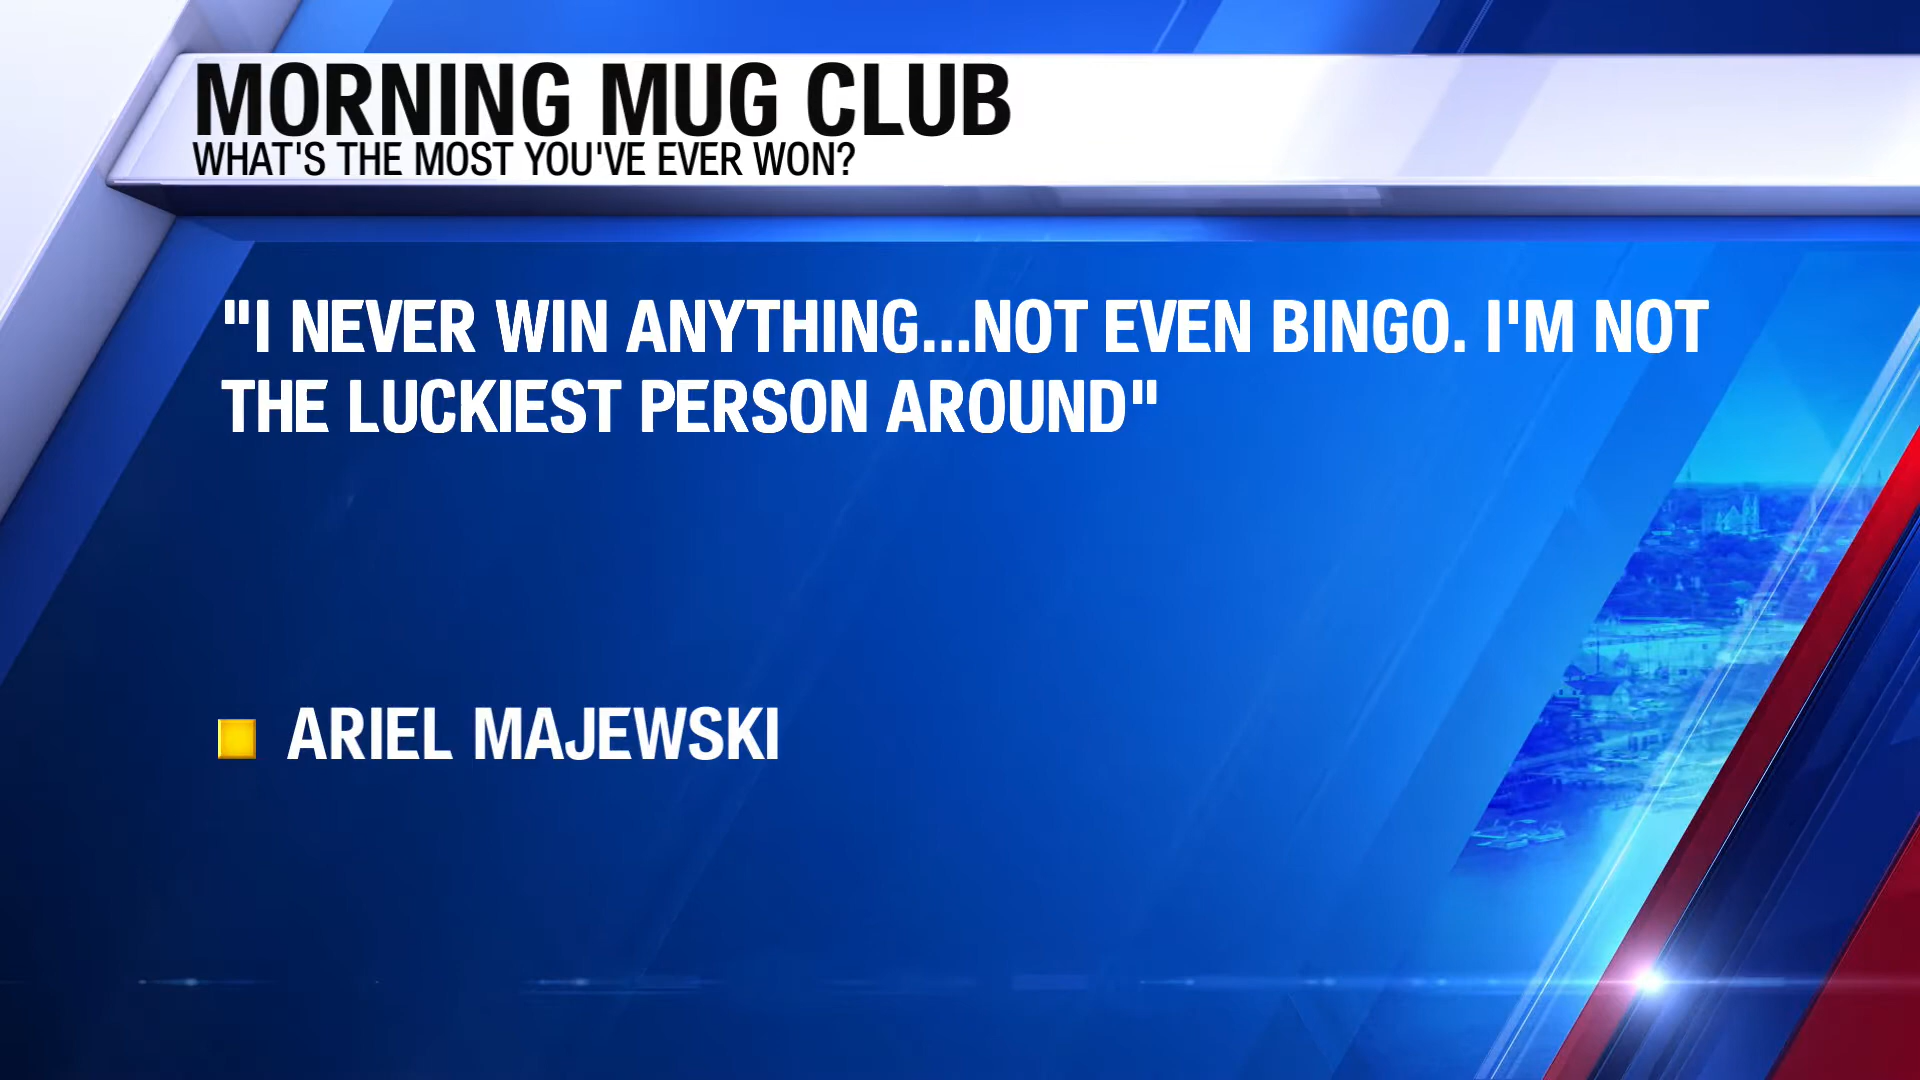 MORNING MUG CLUB
WHAT'S THE MOST YOU'VE EVER WON?
"I NEVER WIN ANYTHING...NOT EVEN BINGO. I'M NOT
THE LUCKIEST PERSON AROUND"
ARIEL MAJEWSKI